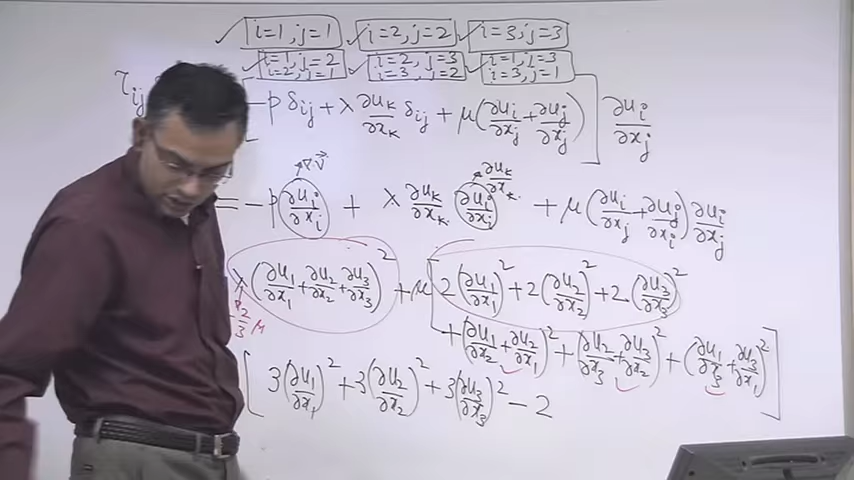 ✓ i=1, j=1 ✓ i=2, j=2 ✓ i=3, j=3
✓ i=1, j=2 ✓ i=2, j=3 ✓ i=1, j=3
i=2, j=1 i=3, j=2 i=3, j=1
τij −p δij + λ ∂uk/∂xk δij + μ(∂ui/∂xj + ∂uj/∂xj) ] ∂ui/∂xj
∇·V⃗ ∂uk/∂xk
= −p ∂ui/∂xi + λ ∂uk/∂xk ∂ui/∂xi + μ(∂ui/∂xj + ∂uj/∂xi) ∂ui/∂xj
λ(∂u1/∂x1 + ∂u2/∂x2 + ∂u3/∂x3)² + μ[ 2(∂u1/∂x1)² + 2(∂u2/∂x2)² + 2(∂u3/∂x3)²
2/3 μ
+ (∂u1/∂x2 + ∂u2/∂x1)² + (∂u2/∂x3 + ∂u3/∂x2)² + (∂u1/∂x3 + ∂u3/∂x1)² ]
[ 3(∂u1/∂x1)² + 3(∂u2/∂x2)² + 3(∂u3/∂x3)² − 2